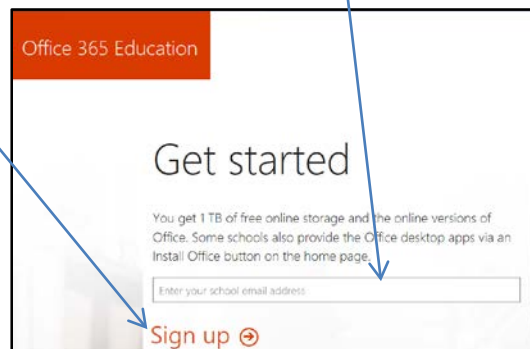 Office 365 Education
Get started
You get 1 TB of free online storage and the online versions of
Office. Some schools also provide the Office desktop apps via an
Install Office button on the home page.
Enter your school email address
Sign up